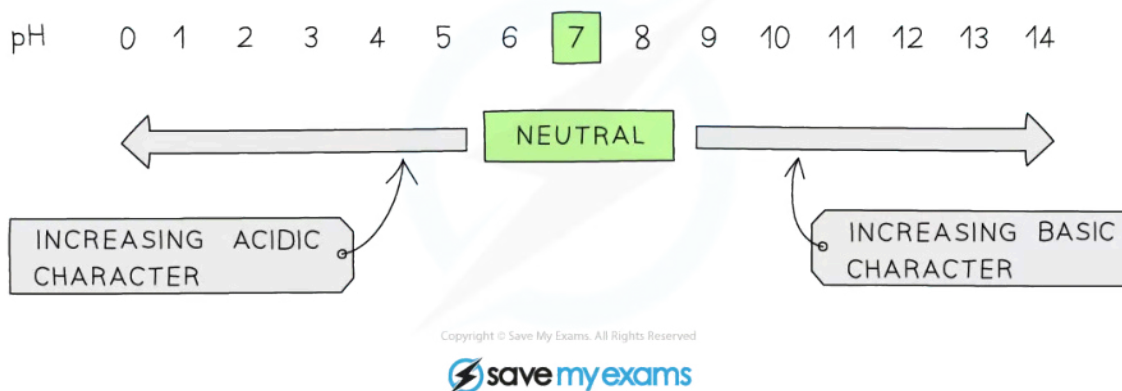 pH 0 1 2 3 4 5 6 7 8 9 10 11 12 13 14
NEUTRAL
INCREASING ACIDIC
CHARACTER
INCREASING BASIC
CHARACTER
Copyright © Save My Exams. All Rights Reserved
save my exams